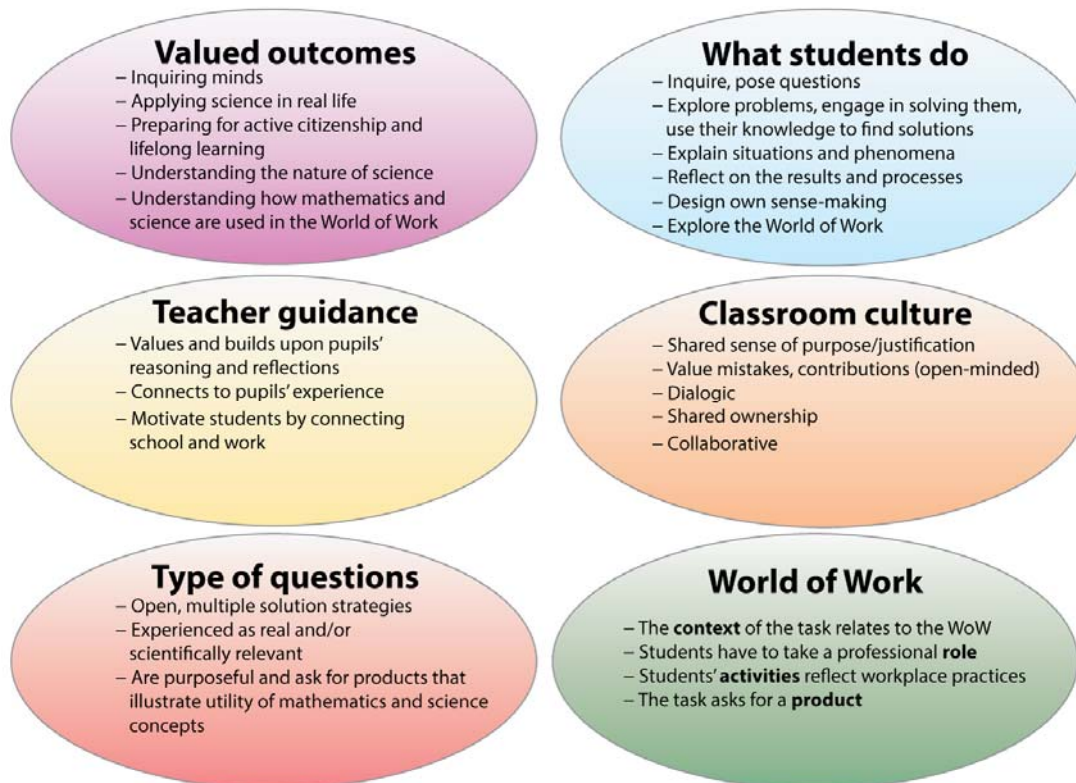 Valued outcomes
– Inquiring minds
– Applying science in real life
– Preparing for active citizenship and
lifelong learning
– Understanding the nature of science
– Understanding how mathematics and
science are used in the World of Work
What students do
– Inquire, pose questions
– Explore problems, engage in solving them,
use their knowledge to find solutions
– Explain situations and phenomena
– Reflect on the results and processes
– Design own sense-making
– Explore the World of Work
Teacher guidance
– Values and builds upon pupils’
reasoning and reflections
– Connects to pupils’ experience
– Motivate students by connecting
school and work
Classroom culture
– Shared sense of purpose/justification
– Value mistakes, contributions (open-minded)
– Dialogic
– Shared ownership
– Collaborative
Type of questions
– Open, multiple solution strategies
– Experienced as real and/or
scientifically relevant
– Are purposeful and ask for products that
illustrate utility of mathematics and science
concepts
World of Work
– The context of the task relates to the WoW
– Students have to take a professional role
– Students’ activities reflect workplace practices
– The task asks for a product